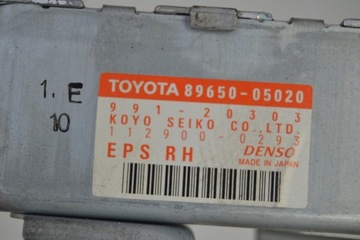 1. E
10
TOYOTA 89650-05020
991-20303
KOYO SEIKO CO., LTD.
112900-0293
EPS RH
DENSO
MADE IN JAPAN